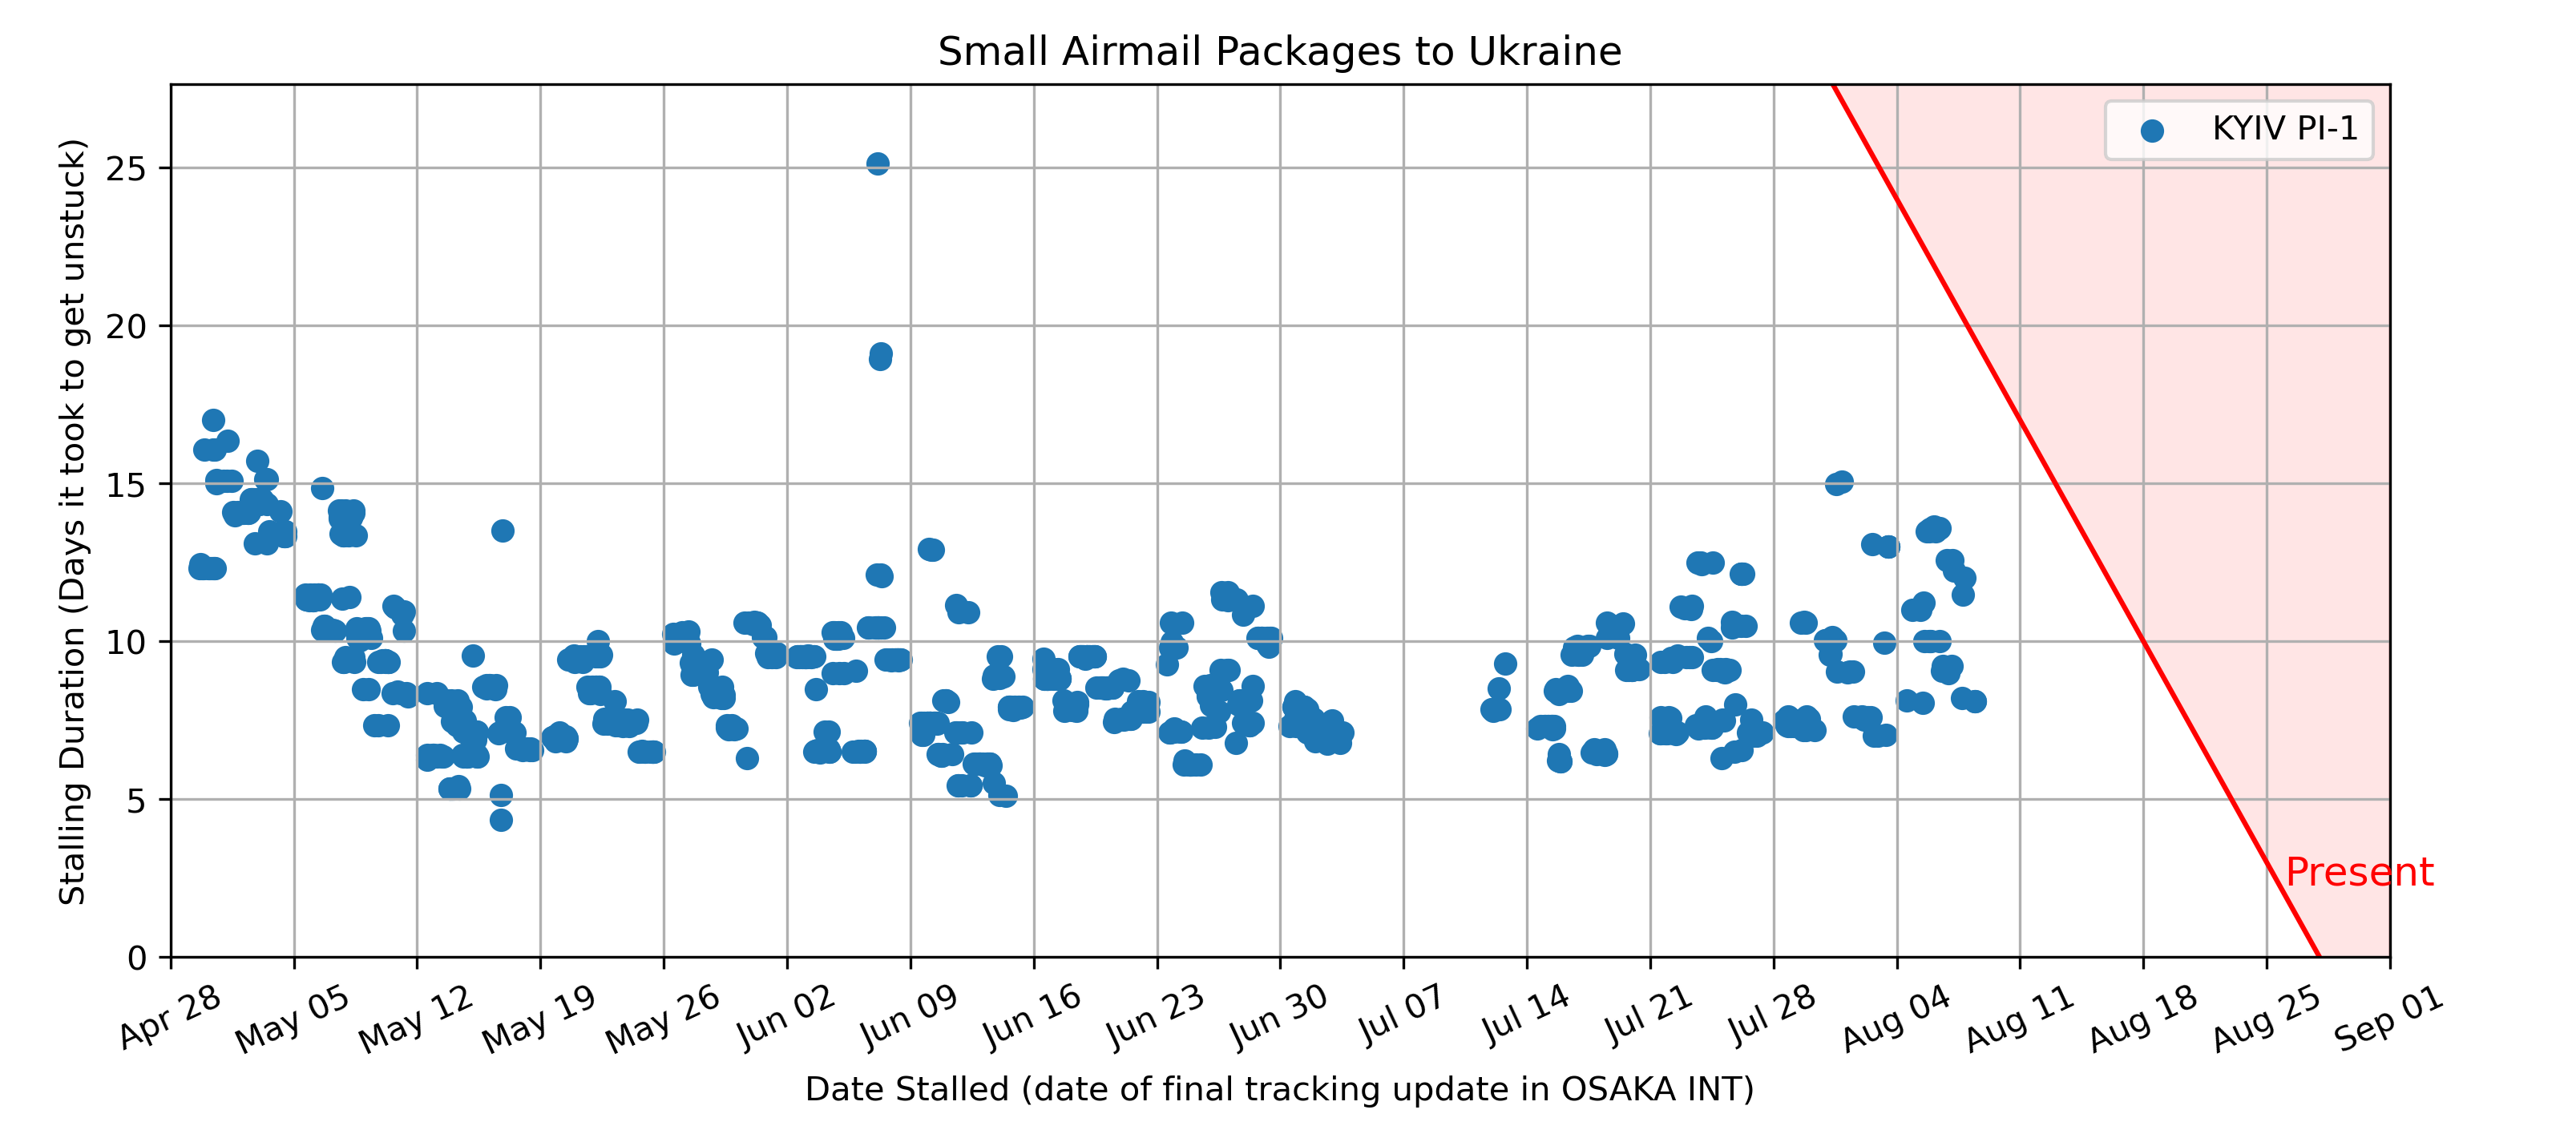 Small Airmail Packages to Ukraine
KYIV PI-1
Stalling Duration (Days it took to get unstuck)
25
20
15
10
5
0
Present
Apr 28
May 05
May 12
May 19
May 26
Jun 02
Jun 09
Jun 16
Jun 23
Jun 30
Jul 07
Jul 14
Jul 21
Jul 28
Aug 04
Aug 11
Aug 18
Aug 25
Sep 01
Date Stalled (date of final tracking update in OSAKA INT)